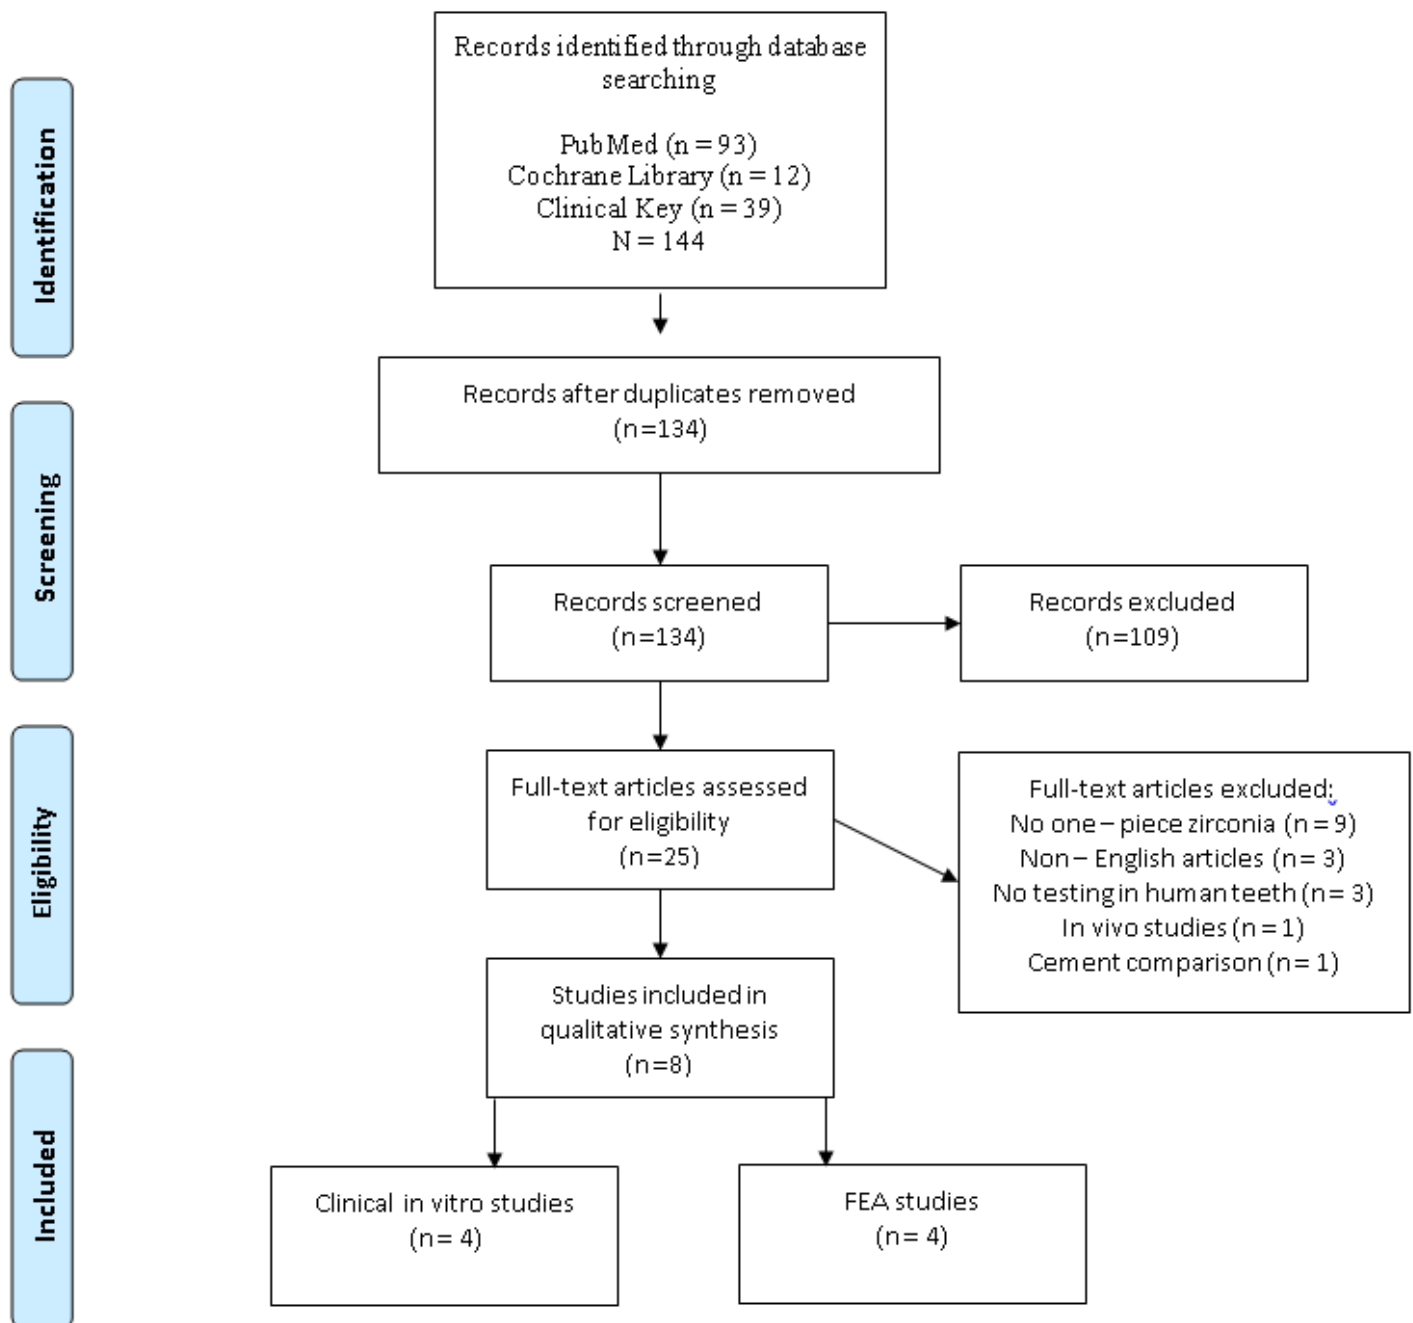 Identification
Records identified through database
searching
PubMed (n = 93)
Cochrane Library (n = 12)
Clinical Key (n = 39)
N = 144
Screening
Records after duplicates removed
(n=134)
Records screened
(n=134)
Records excluded
(n=109)
Eligibility
Full-text articles assessed
for eligibility
(n=25)
Full-text articles excluded:
No one – piece zirconia (n = 9)
Non – English articles (n= 3)
No testing in human teeth (n= 3)
In vivo studies (n = 1)
Cement comparison (n= 1)
Studies included in
qualitative synthesis
(n=8)
Included
Clinical in vitro studies
(n= 4)
FEA studies
(n= 4)